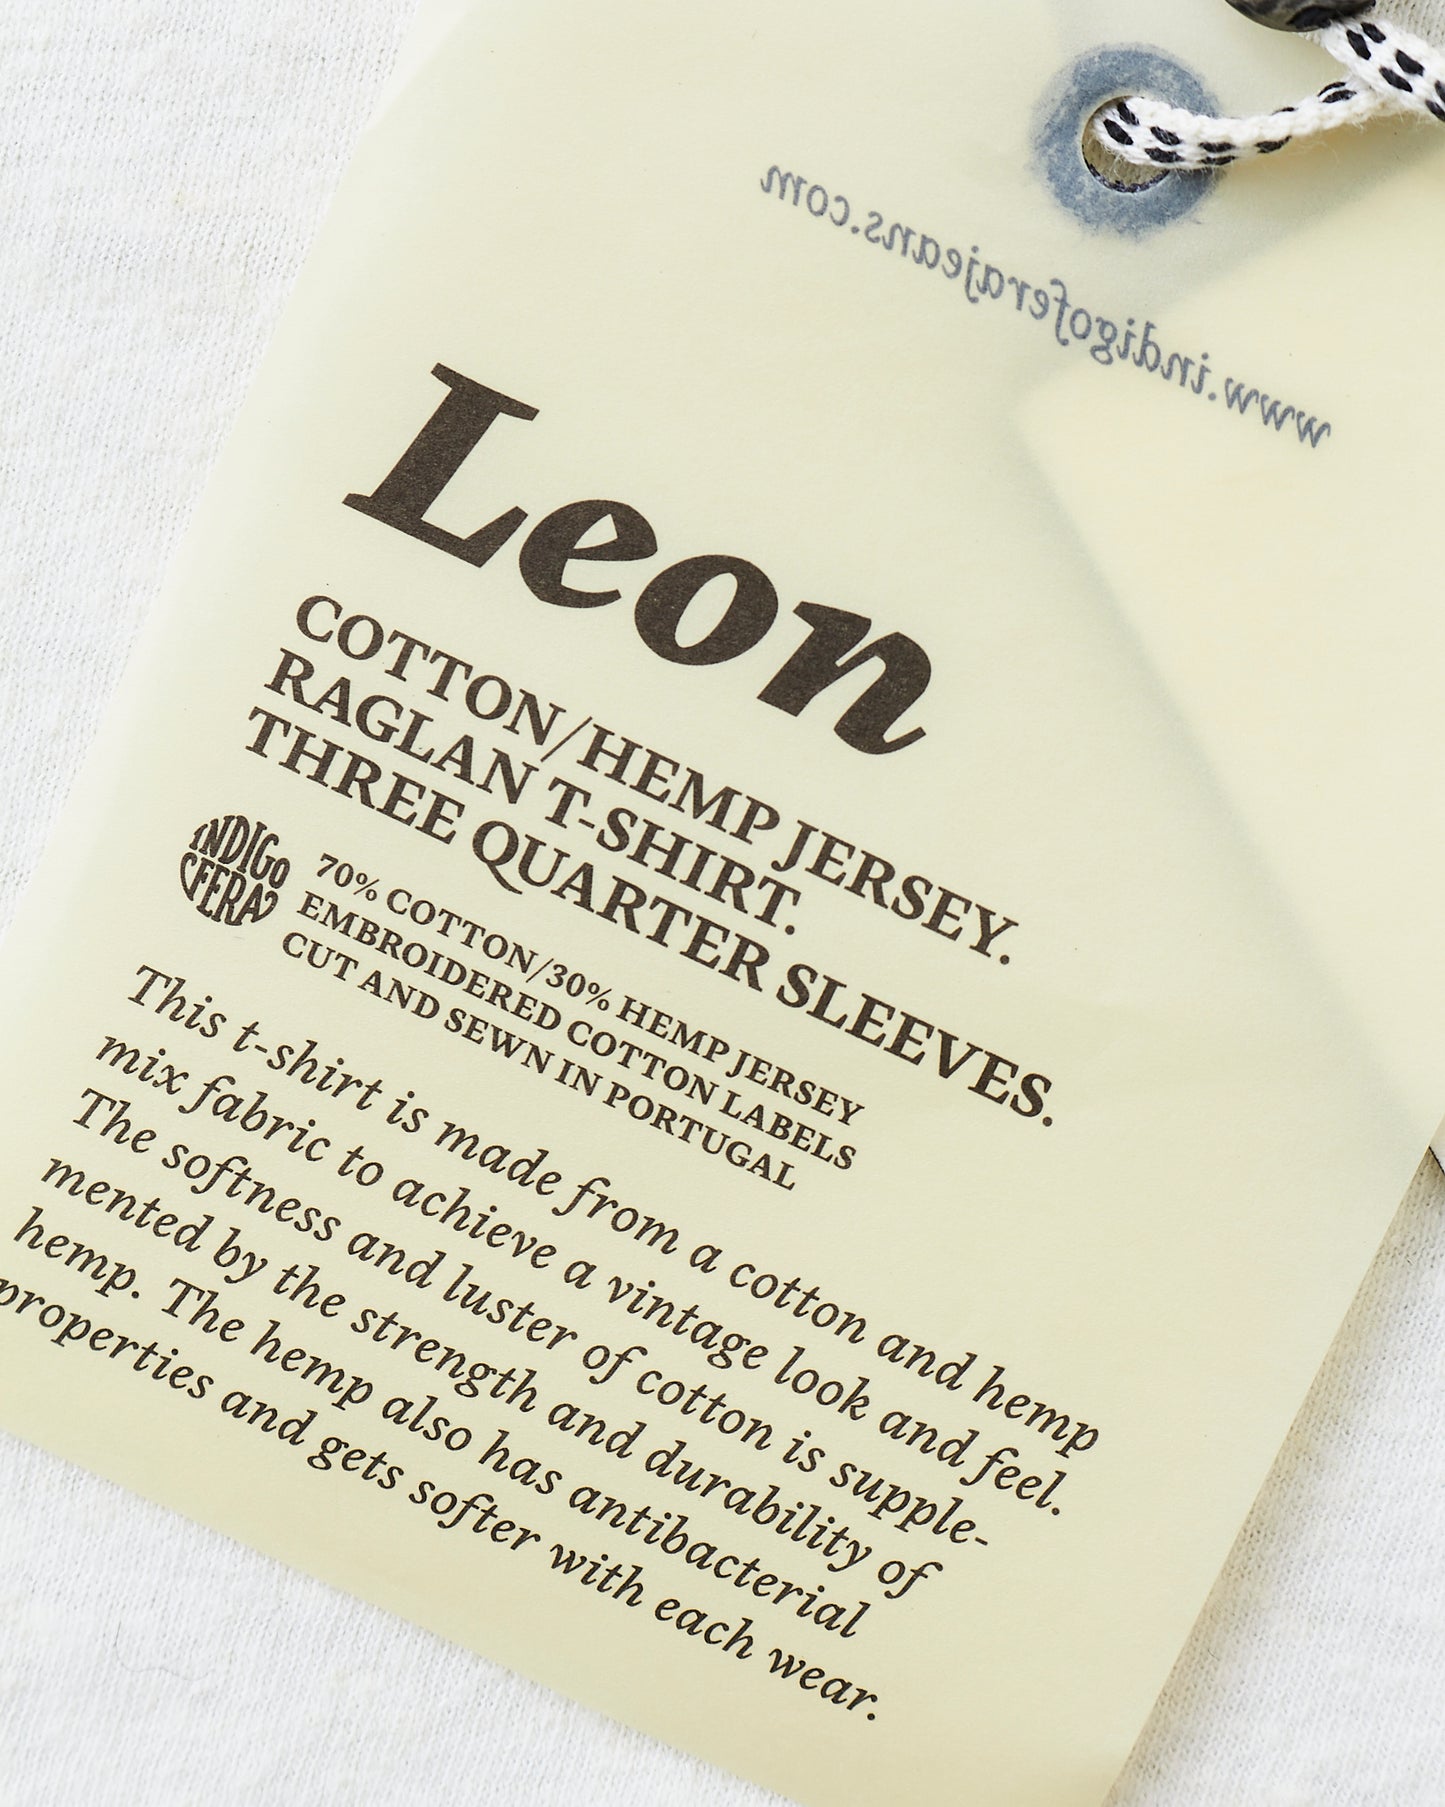 www.indigoferajeans.com
Leon
COTTON/HEMP JERSEY.
RAGLAN T-SHIRT.
THREE QUARTER SLEEVES.
INDIGO
FERA
70% COTTON/30% HEMP JERSEY
EMBROIDERED COTTON LABELS
CUT AND SEWN IN PORTUGAL
This t-shirt is made from a cotton and hemp
mix fabric to achieve a vintage look and feel.
The softness and luster of cotton is supple-
mented by the strength and durability of
hemp. The hemp also has antibacterial
properties and gets softer with each wear.